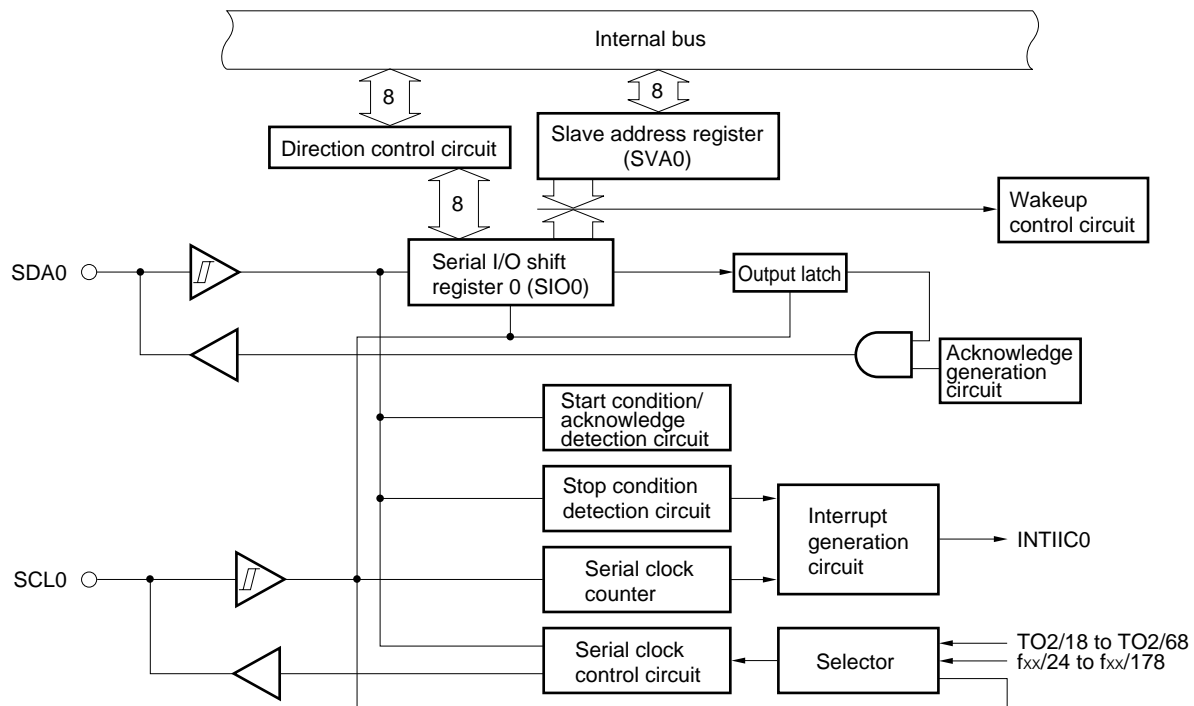 Internal bus
8
8
Direction control circuit
Slave address register
(SVA0)
8
Wakeup
control circuit
SDA0
Serial I/O shift
register 0 (SIO0)
Output latch
Acknowledge
generation
circuit
Start condition/
acknowledge
detection circuit
Stop condition
detection circuit
Interrupt
generation
circuit
INTIIC0
SCL0
Serial clock
counter
Serial clock
control circuit
Selector
TO2/18 to TO2/68
fxx/24 to fxx/178